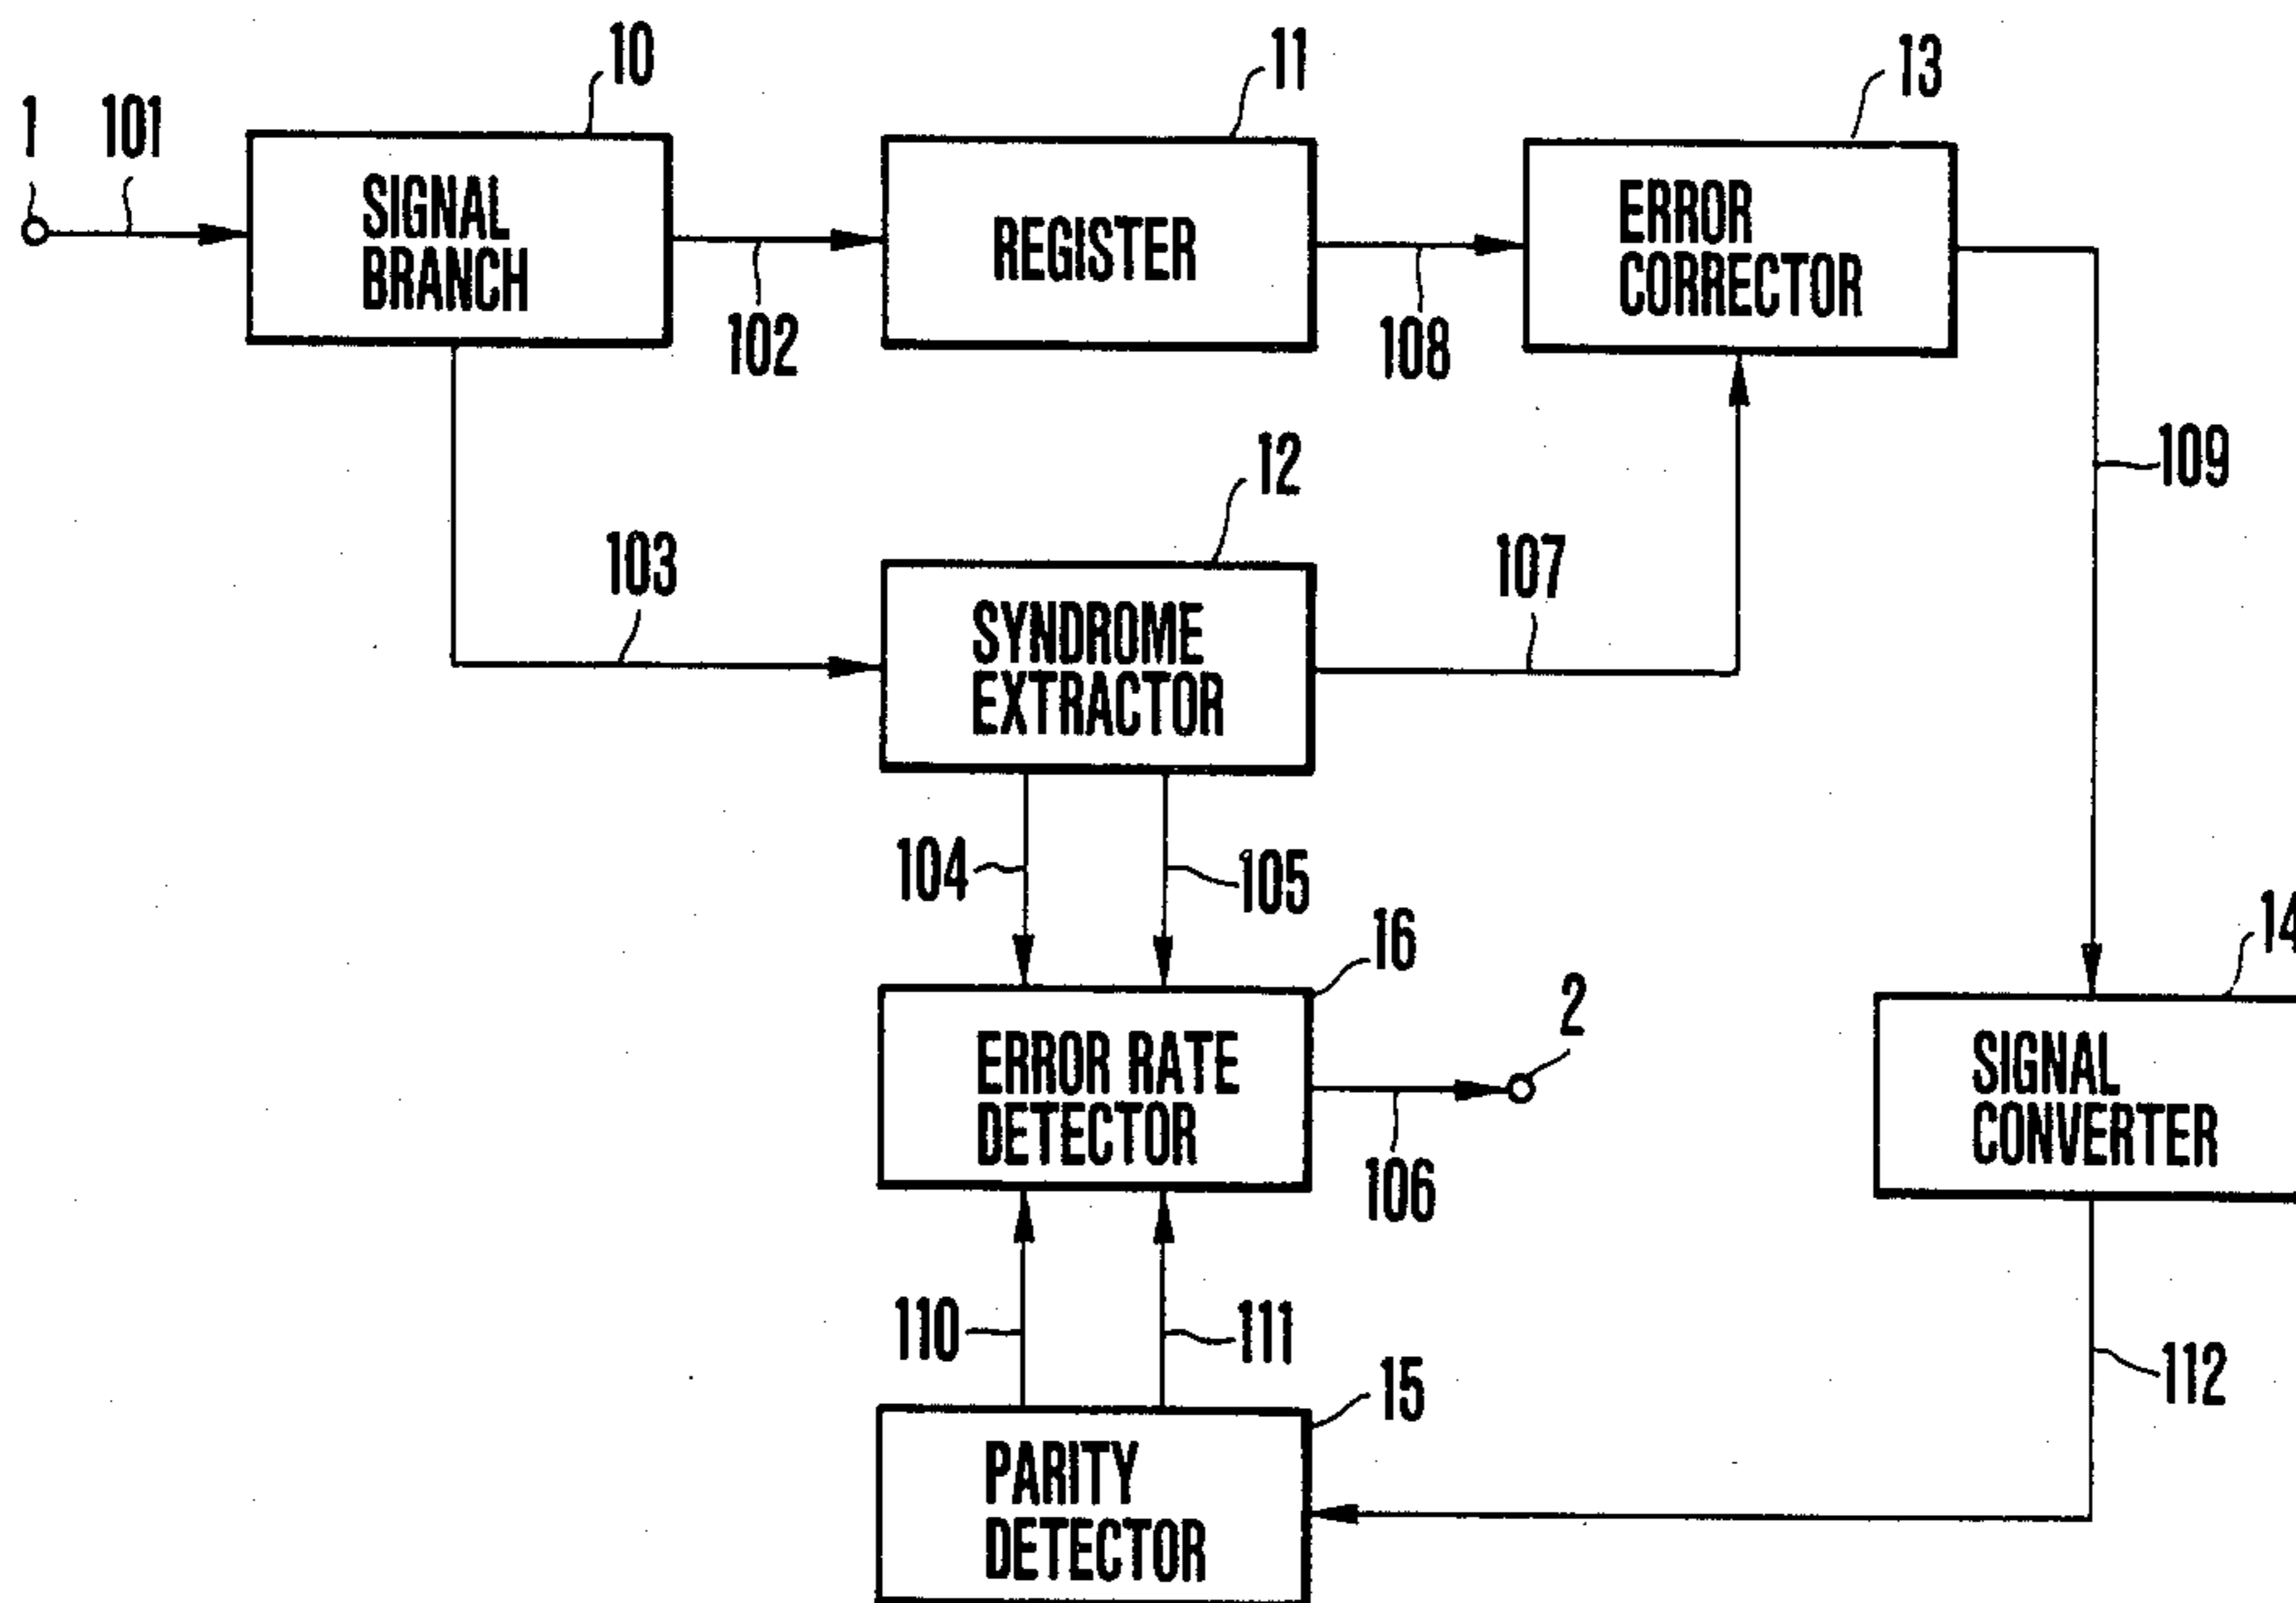 10
11
13
1
101
SIGNAL
BRANCH
REGISTER
ERROR
CORRECTOR
102
108
109
12
103
107
SYNDROME
EXTRACTOR
104
105
16
14
2
ERROR RATE
DETECTOR
SIGNAL
CONVERTER
106
110
111
15
112
PARITY
DETECTOR